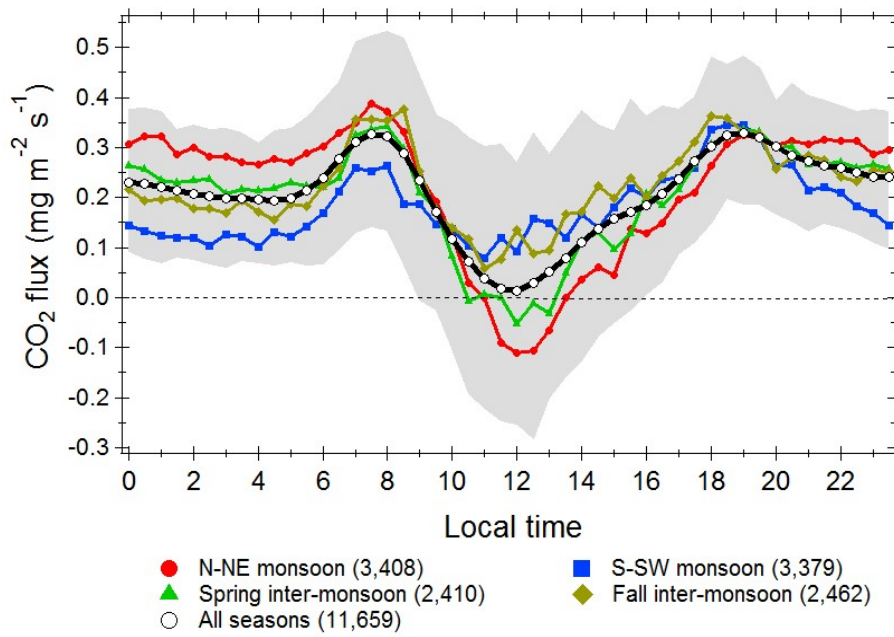 CO₂ flux (mg m⁻² s⁻¹)
0.5
0.4
0.3
0.2
0.1
0.0
-0.1
-0.2
-0.3
0 2 4 6 8 10 12 14 16 18 20 22
Local time
N-NE monsoon (3,408) S-SW monsoon (3,379)
Spring inter-monsoon (2,410) Fall inter-monsoon (2,462)
All seasons (11,659)